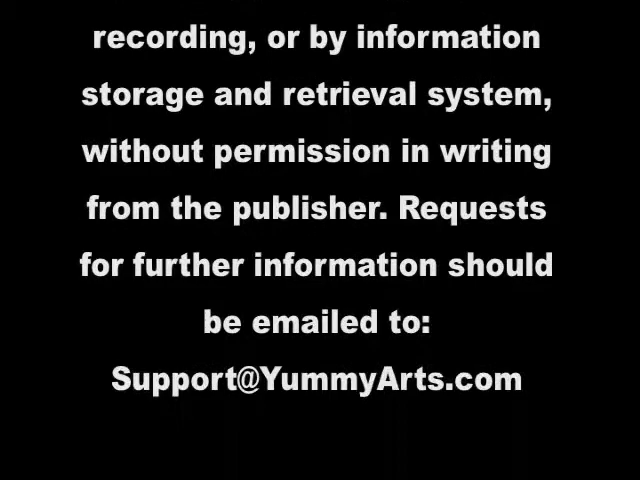 recording, or by information
storage and retrieval system,
without permission in writing
from the publisher. Requests
for further information should
be emailed to:
Support@YummyArts.com